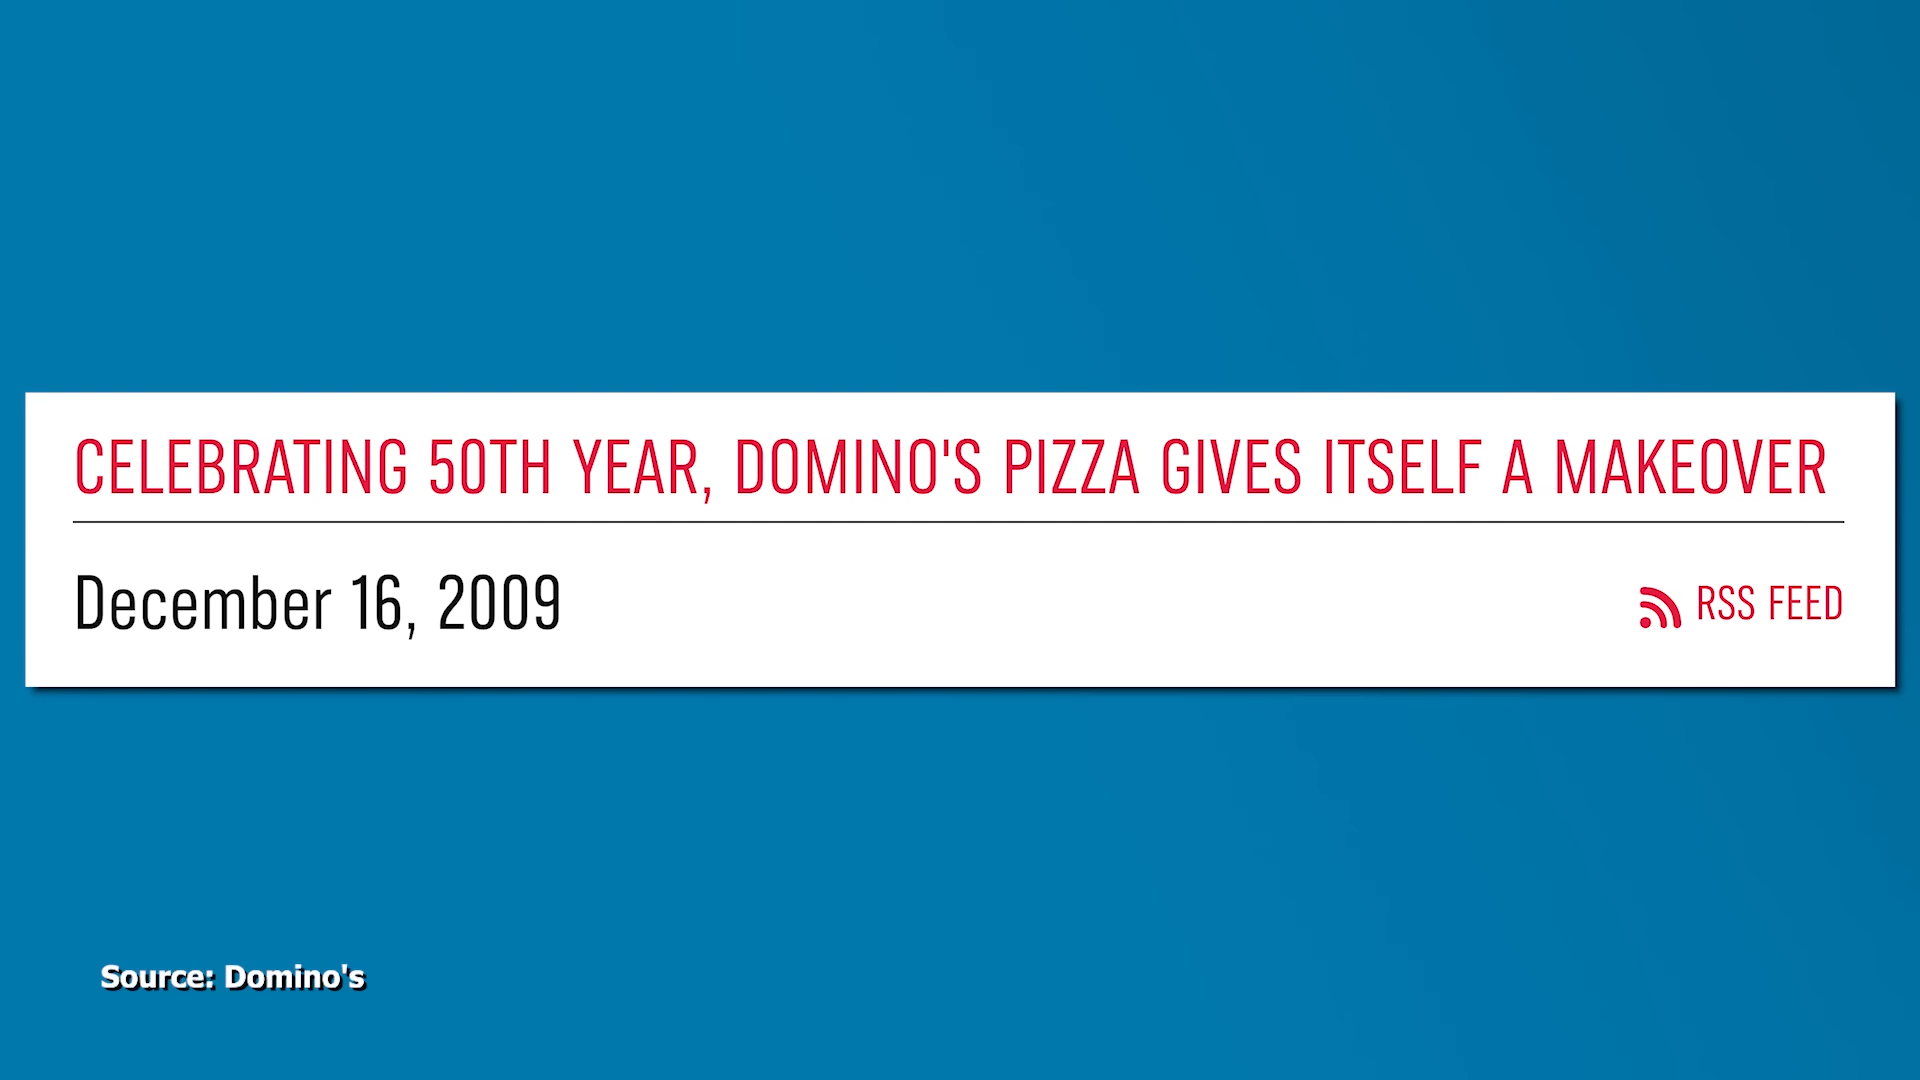 CELEBRATING 50TH YEAR, DOMINO'S PIZZA GIVES ITSELF A MAKEOVER
December 16, 2009
RSS FEED
Source: Domino's